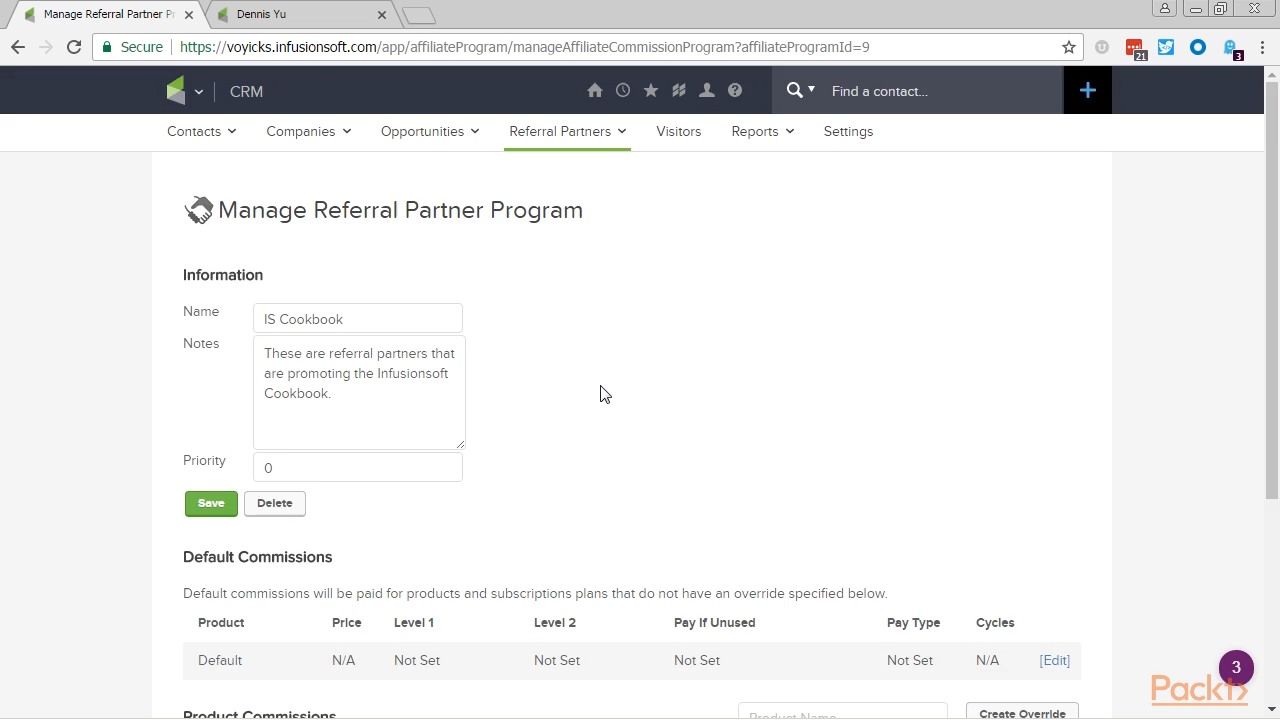 Manage Referral Partner Pr
Dennis Yu
Secure
https://voyicks.infusionsoft.com/app/affiliateProgram/manageAffiliateCommissionProgram?affiliateProgramId=9
21
3
CRM
Find a contact...
Contacts
Companies
Opportunities
Referral Partners
Visitors
Reports
Settings
Manage Referral Partner Program
Information
Name
IS Cookbook
Notes
These are referral partners that
are promoting the Infusionsoft
Cookbook.
Priority
0
Save
Delete
Default Commissions
Default commissions will be paid for products and subscriptions plans that do not have an override specified below.
Product Price Level 1 Level 2 Pay If Unused Pay Type Cycles
Default N/A Not Set Not Set Not Set Not Set N/A [Edit]
3
Packt
Product Commissions
Product Name
Create Override